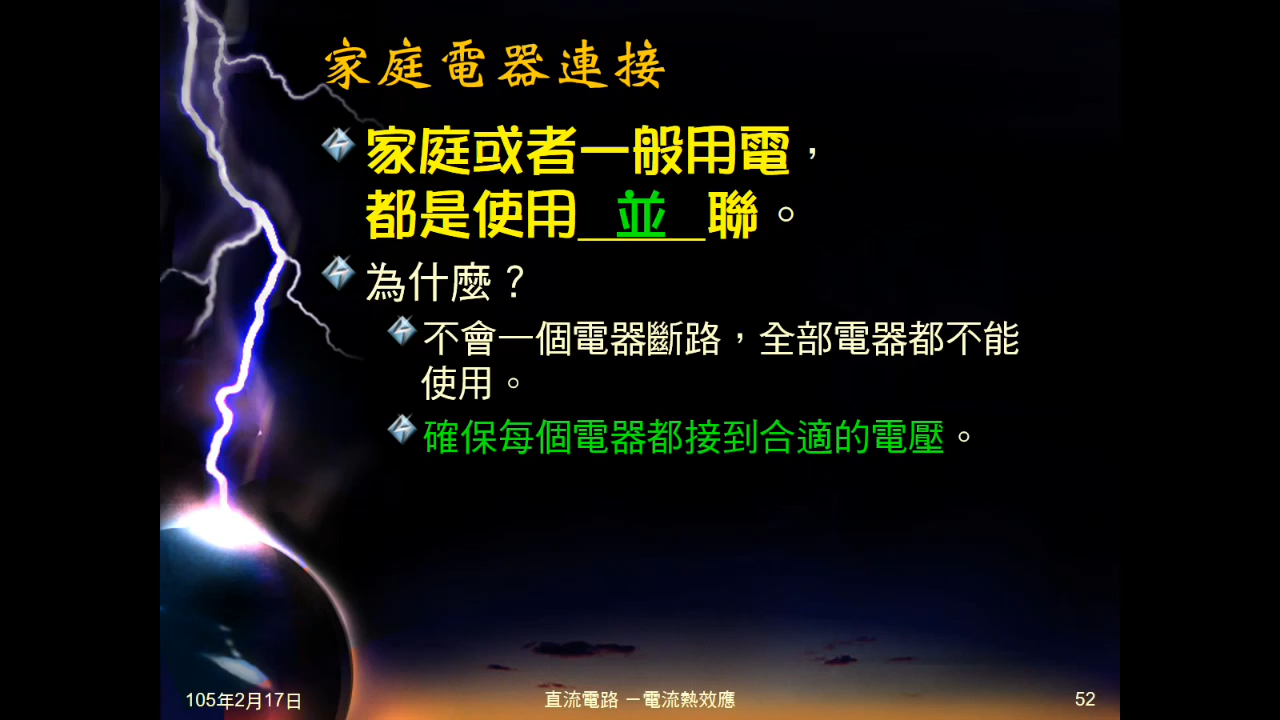 家庭電器連接
家庭或者一般用電，
都是使用__並__聯。
為什麼？
不會一個電器斷路，全部電器都不能
使用。
確保每個電器都接到合適的電壓。
105年2月17日
直流電路 －電流熱效應
52